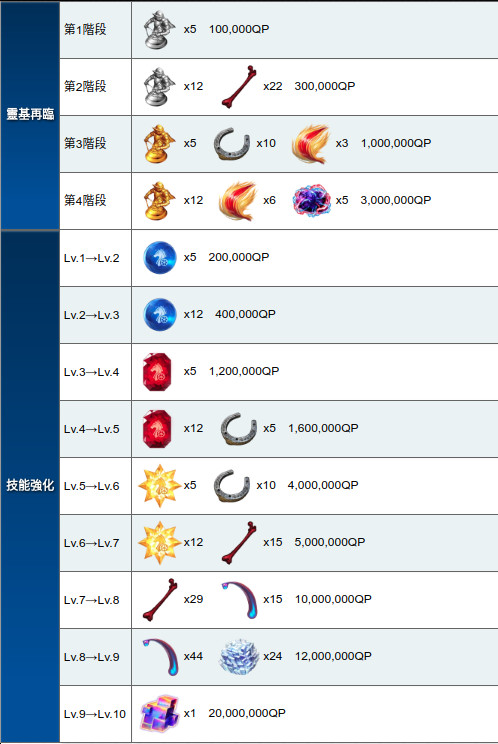 靈基再臨
第1階段 x5 100,000QP
第2階段 x12 x22 300,000QP
第3階段 x5 x10 x3 1,000,000QP
第4階段 x12 x6 x5 3,000,000QP
技能強化
Lv.1→Lv.2 x5 200,000QP
Lv.2→Lv.3 x12 400,000QP
Lv.3→Lv.4 x5 1,200,000QP
Lv.4→Lv.5 x12 x5 1,600,000QP
Lv.5→Lv.6 x5 x10 4,000,000QP
Lv.6→Lv.7 x12 x15 5,000,000QP
Lv.7→Lv.8 x29 x15 10,000,000QP
Lv.8→Lv.9 x44 x24 12,000,000QP
Lv.9→Lv.10 x1 20,000,000QP